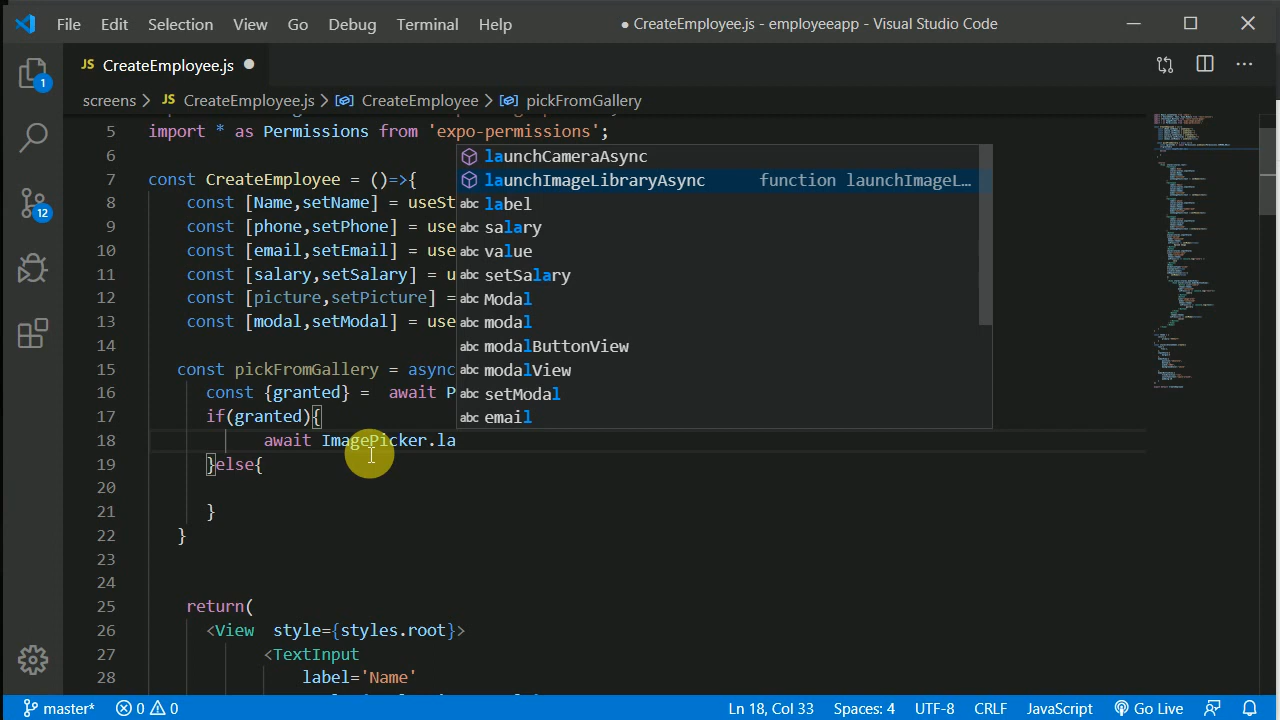 File Edit Selection View Go Debug Terminal Help ● CreateEmployee.js - employeeapp - Visual Studio Code
1
JS CreateEmployee.js ●
screens > JS CreateEmployee.js > CreateEmployee > pickFromGallery
5 import * as Permissions from 'expo-permissions';
6 launchCameraAsync
7 const CreateEmployee = ()=>{ launchImageLibraryAsync function launchImageL…
8 const [Name,setName] = useSt abc label
9 const [phone,setPhone] = use abc salary
12
10 const [email,setEmail] = use abc value
11 const [salary,setSalary] = u abc setSalary
12 const [picture,setPicture] = abc Modal
13 const [modal,setModal] = use abc modal
14 abc modalButtonView
15 const pickFromGallery = async abc modalView
16 const {granted} = await P abc setModal
17 if(granted){ abc email
18 await ImagePicker.la
19 }else{
20
21 }
22 }
23
24
25 return(
26 <View style={styles.root}>
27 <TextInput
28 label='Name'
master* 0 0 Ln 18, Col 33 Spaces: 4 UTF-8 CRLF JavaScript Go Live